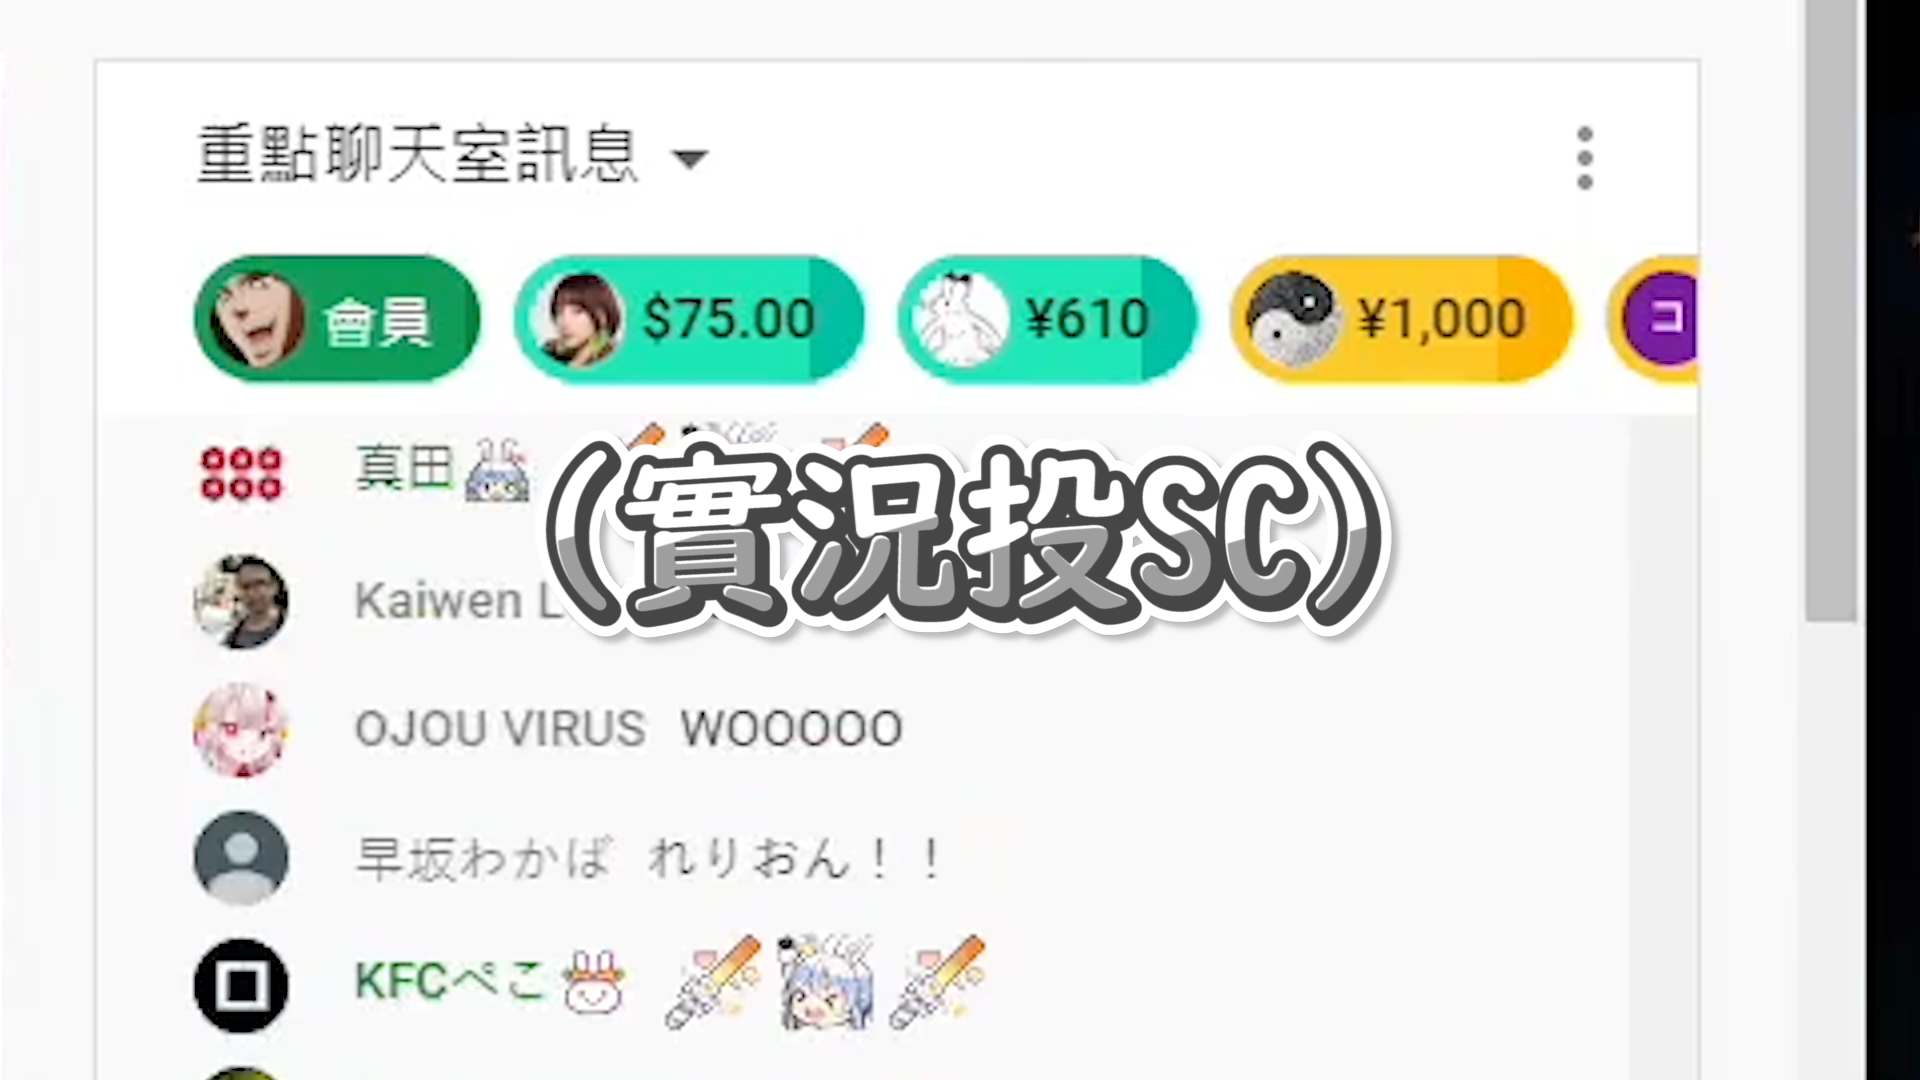 重點聊天室訊息
會員 $75.00 ¥610 ¥1,000 コ
真田
(實況投SC)
Kaiwen L
OJOU VIRUS WOOOOO
早坂わかば れりおん！！
KFCぺこ